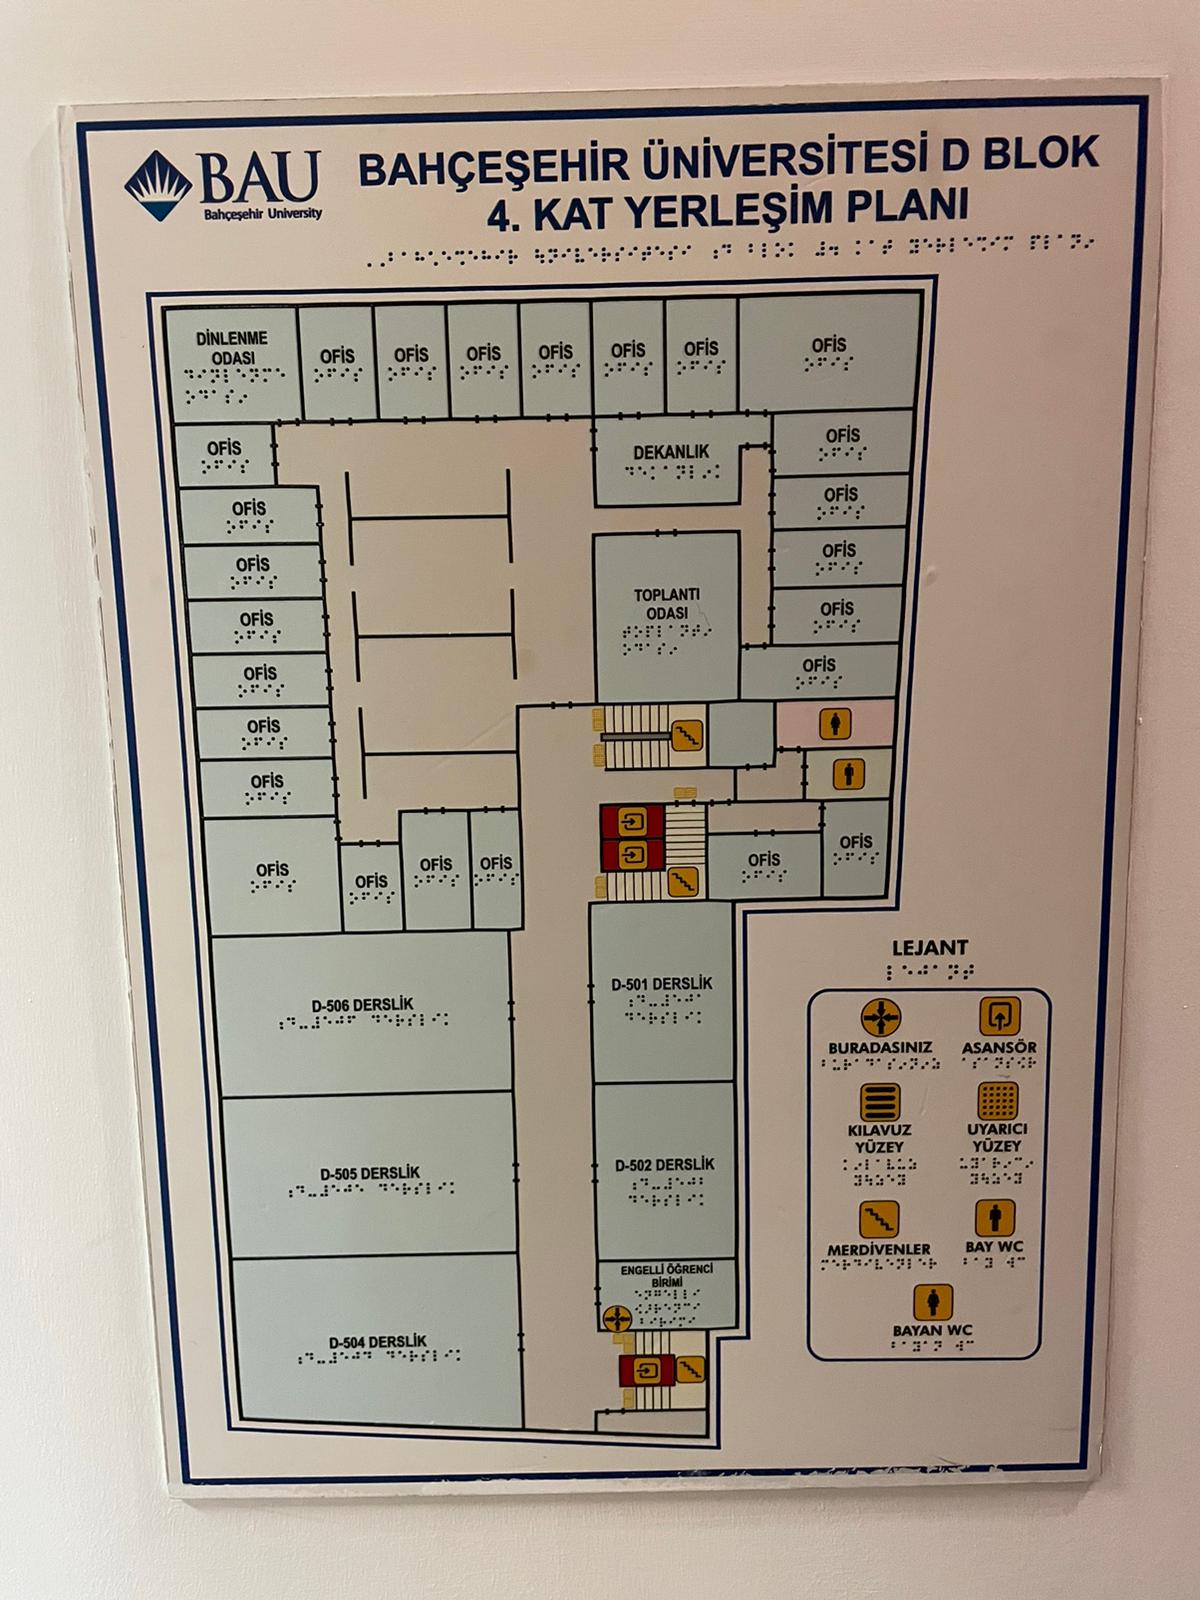 BAU
Bahçeşehir University
BAHÇEŞEHİR ÜNİVERSİTESİ D BLOK
4. KAT YERLEŞİM PLANI
DİNLENME
ODASI
OFİS
OFİS
OFİS
OFİS
OFİS
OFİS
OFİS
OFİS
DEKANLIK
OFİS
OFİS
OFİS
OFİS
OFİS
OFİS
TOPLANTI
ODASI
OFİS
OFİS
OFİS
OFİS
OFİS
OFİS
OFİS
OFİS
OFİS
OFİS
OFİS
OFİS
D-506 DERSLİK
D-501 DERSLİK
D-505 DERSLİK
D-502 DERSLİK
ENGELLİ ÖĞRENCİ
BİRİMİ
D-504 DERSLİK
LEJANT
BURADASINIZ
ASANSÖR
KILAVUZ
YÜZEY
UYARICI
YÜZEY
MERDİVENLER
BAY WC
BAYAN WC